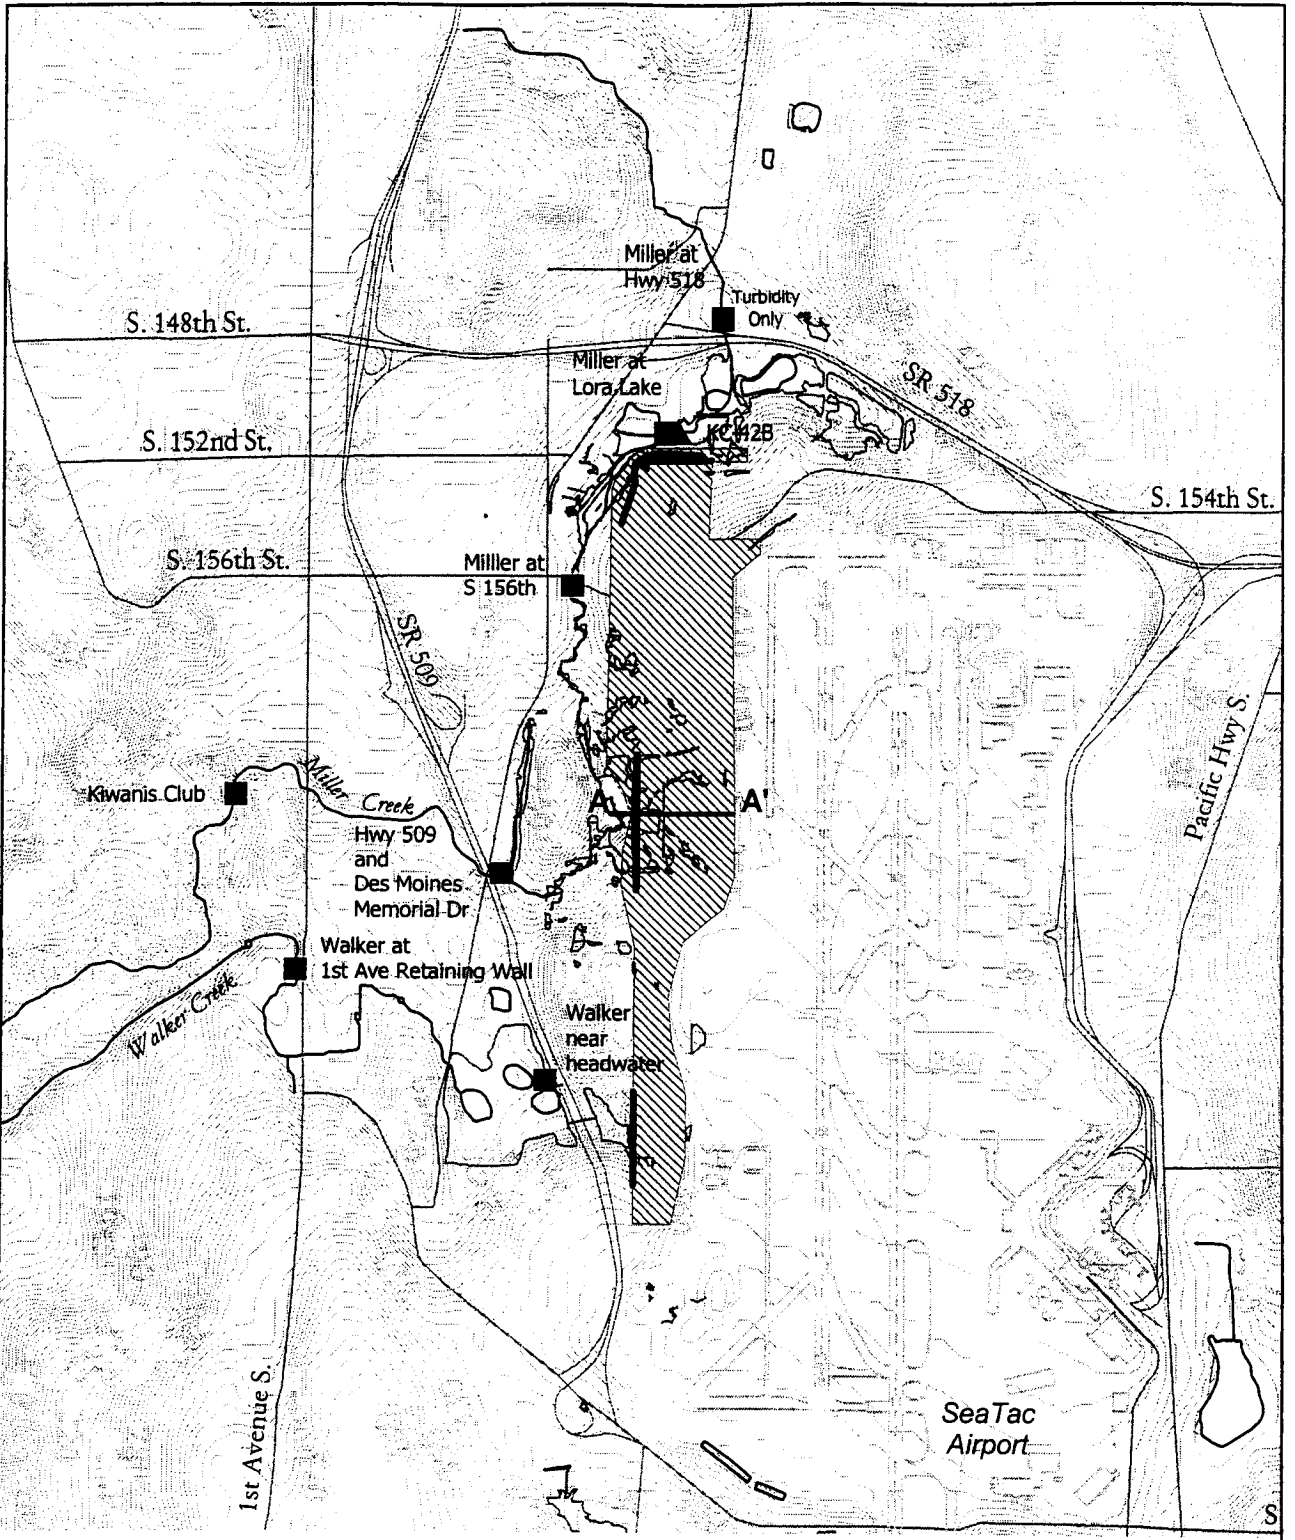 Miller at
Hwy 518
Turbidity
Only
S. 148th St.
Miller at
Lora Lake
SR 518
KC 42B
S. 152nd St.
S. 154th St.
S. 156th St.
Milller at
S 156th
SR 509
Pacific Hwy S.
Kiwanis Club
Miller Creek
A
A'
Hwy 509
and
Des Moines
Memorial Dr
Walker at
1st Ave Retaining Wall
Walker Creek
Walker
near
headwater
1st Avenue S.
SeaTac
Airport
S